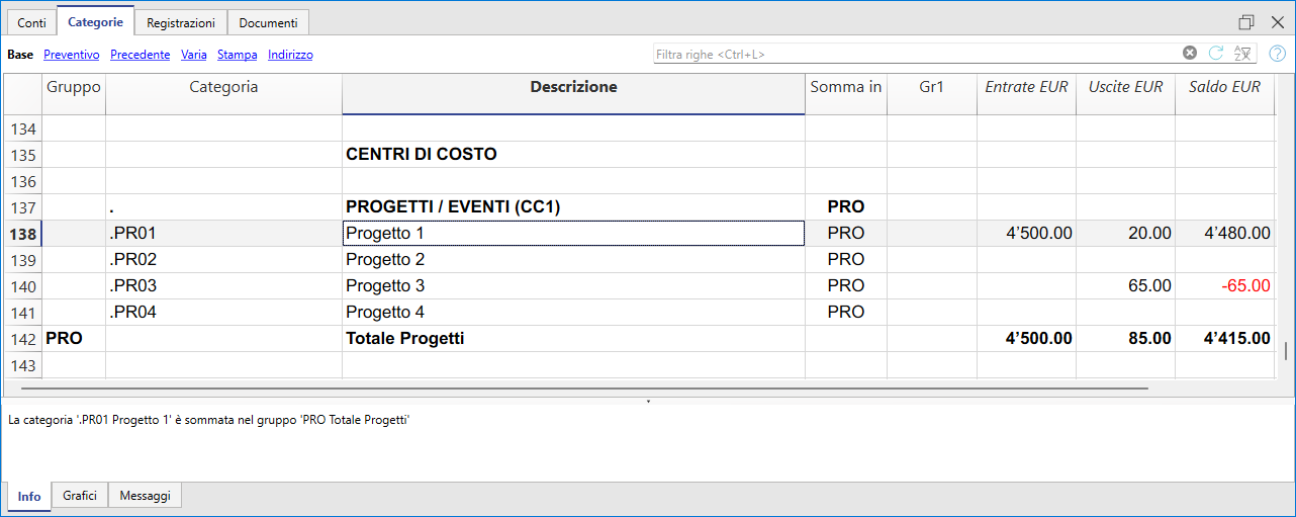 Conti Categorie Registrazioni Documenti
Base Preventivo Precedente Varia Stampa Indirizzo Filtra righe <Ctrl+L>
Gruppo Categoria Descrizione Somma in Gr1 Entrate EUR Uscite EUR Saldo EUR
134
135 CENTRI DI COSTO
136
137 . PROGETTI / EVENTI (CC1) PRO
138 .PR01 Progetto 1 PRO 4’500.00 20.00 4’480.00
139 .PR02 Progetto 2 PRO
140 .PR03 Progetto 3 PRO 65.00 -65.00
141 .PR04 Progetto 4 PRO
142 PRO Totale Progetti 4’500.00 85.00 4’415.00
143
La categoria '.PR01 Progetto 1' è sommata nel gruppo 'PRO Totale Progetti'
Info Grafici Messaggi